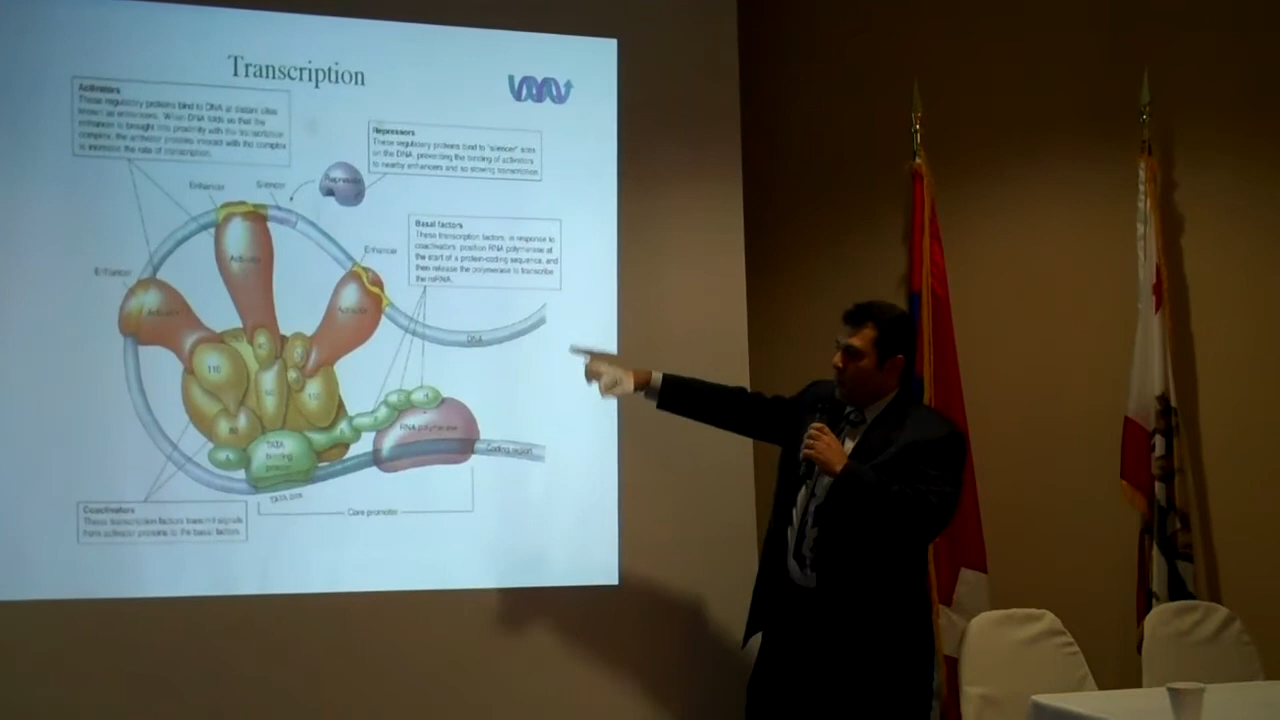 Transcription
Activators
These regulatory proteins bind to DNA at distant sites
known as enhancers. When DNA folds so that the
enhancer is brought into proximity with the transcription
complex, the activator proteins interact with the complex
to increase the rate of transcription.
Repressors
These regulatory proteins bind to "silencer" sites
on the DNA, preventing the binding of activators
to nearby enhancers and so slowing transcription.
Enhancer
Silencer
Repressor
Basal factors
These transcription factors, in response to
coactivators, position RNA polymerase at
the start of a protein-coding sequence, and
then release the polymerase to transcribe
the mRNA.
Enhancer
Activator
Enhancer
Activator
Activator
DNA
110
80
A
H
TATA
binding
protein
RNA polymerase
Coding region
TATA box
Core promoter
Coactivators
These transcription factors transmit signals
from activator proteins to the basal factors.